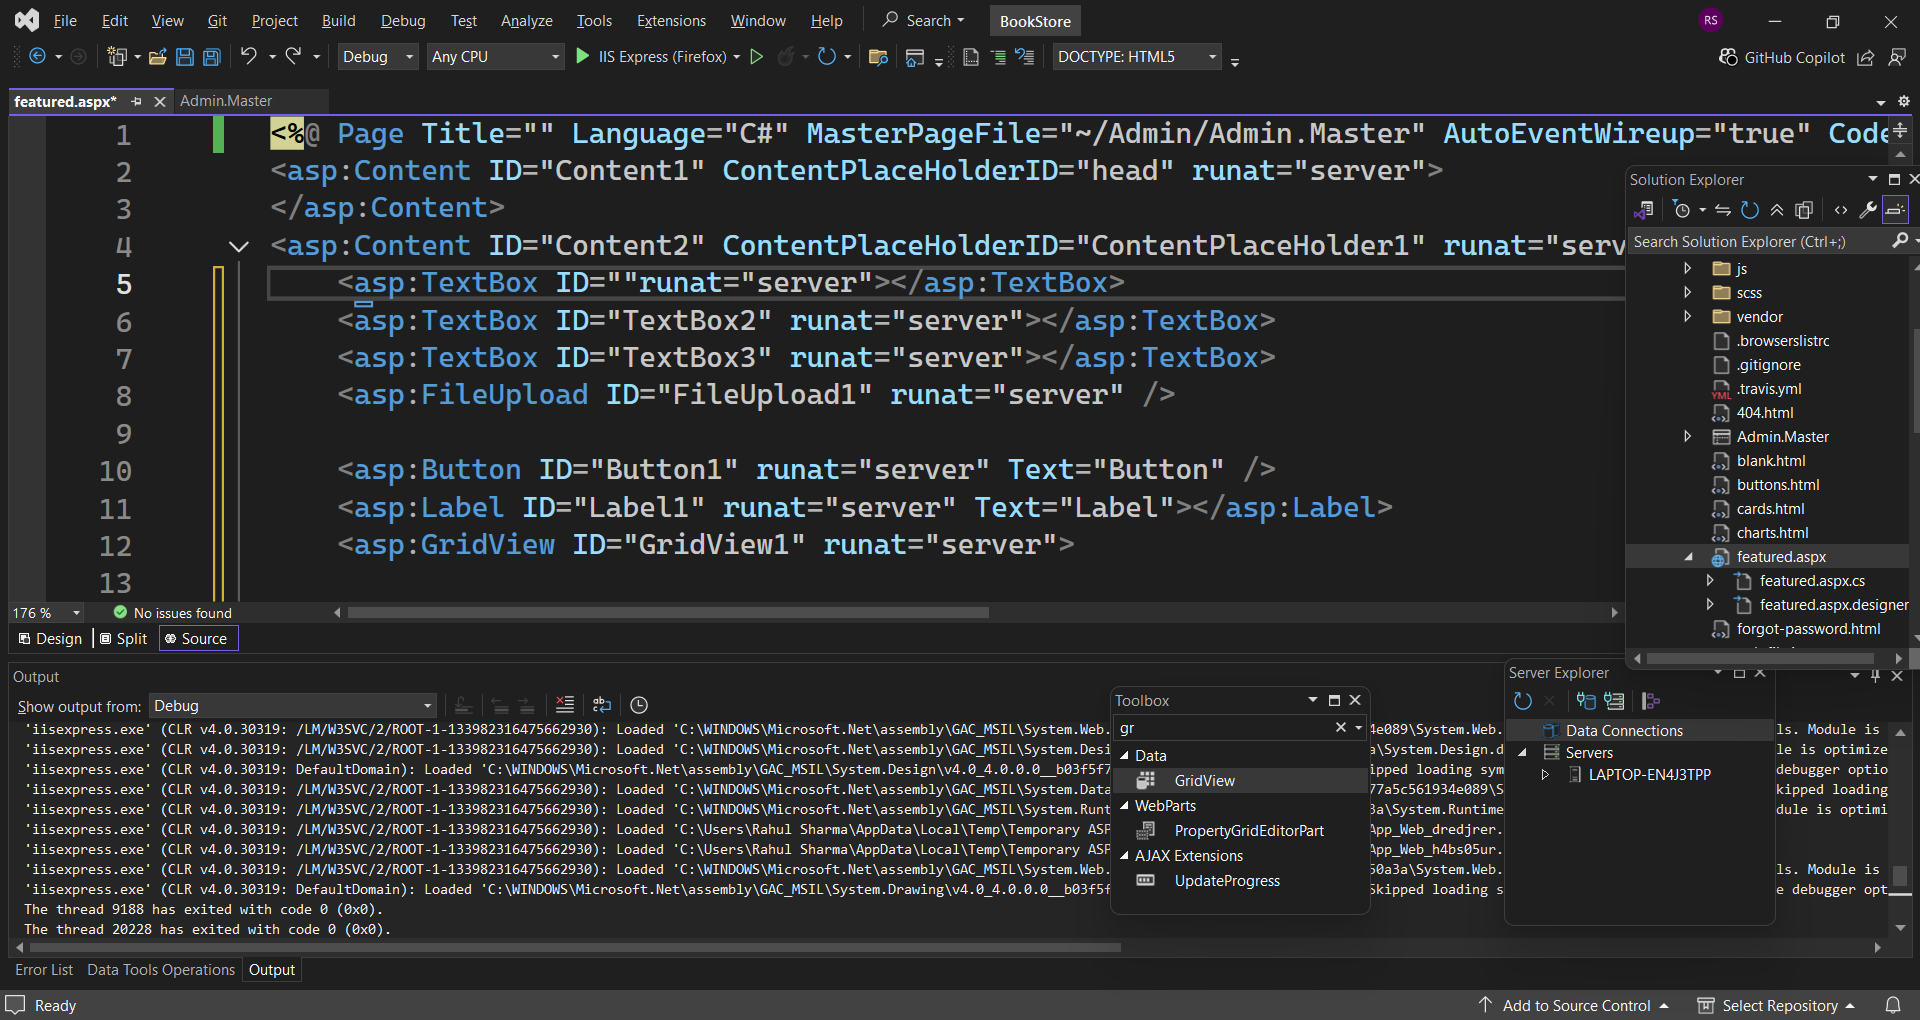 File Edit View Git Project Build Debug Test Analyze Tools Extensions Window Help Search BookStore RS
Debug Any CPU IIS Express (Firefox) DOCTYPE: HTML5 GitHub Copilot
featured.aspx* Admin.Master
1 <%@ Page Title="" Language="C#" MasterPageFile="~/Admin/Admin.Master" AutoEventWireup="true" Code
2 <asp:Content ID="Content1" ContentPlaceHolderID="head" runat="server">
3 </asp:Content>
4 <asp:Content ID="Content2" ContentPlaceHolderID="ContentPlaceHolder1" runat="serv
5 <asp:TextBox ID=""runat="server"></asp:TextBox>
6 <asp:TextBox ID="TextBox2" runat="server"></asp:TextBox>
7 <asp:TextBox ID="TextBox3" runat="server"></asp:TextBox>
8 <asp:FileUpload ID="FileUpload1" runat="server" />
9
10 <asp:Button ID="Button1" runat="server" Text="Button" />
11 <asp:Label ID="Label1" runat="server" Text="Label"></asp:Label>
12 <asp:GridView ID="GridView1" runat="server">
13
176 % No issues found
Design Split Source
Solution Explorer
Search Solution Explorer (Ctrl+;)
js
scss
vendor
.browserslistrc
.gitignore
YML .travis.yml
404.html
Admin.Master
blank.html
buttons.html
cards.html
charts.html
featured.aspx
featured.aspx.cs
featured.aspx.designer
forgot-password.html
Output
Show output from: Debug
'iisexpress.exe' (CLR v4.0.30319: /LM/W3SVC/2/ROOT-1-133982316475662930): Loaded 'C:\WINDOWS\Microsoft.Net\assembly\GAC_MSIL\System.Web. 4e089\System.Web. ls. Module is
'iisexpress.exe' (CLR v4.0.30319: /LM/W3SVC/2/ROOT-1-133982316475662930): Loaded 'C:\WINDOWS\Microsoft.Net\assembly\GAC_MSIL\System.Desi a\System.Design.d le is optimize
'iisexpress.exe' (CLR v4.0.30319: DefaultDomain): Loaded 'C:\WINDOWS\Microsoft.Net\assembly\GAC_MSIL\System.Design\v4.0_4.0.0.0__b03f5f7 ipped loading sym debugger optio
'iisexpress.exe' (CLR v4.0.30319: /LM/W3SVC/2/ROOT-1-133982316475662930): Loaded 'C:\WINDOWS\Microsoft.Net\assembly\GAC_MSIL\System.Data 77a5c561934e089\S kipped loading
'iisexpress.exe' (CLR v4.0.30319: /LM/W3SVC/2/ROOT-1-133982316475662930): Loaded 'C:\WINDOWS\Microsoft.Net\assembly\GAC_MSIL\System.Runt 3a\System.Runtime dule is optimi
'iisexpress.exe' (CLR v4.0.30319: /LM/W3SVC/2/ROOT-1-133982316475662930): Loaded 'C:\Users\Rahul Sharma\AppData\Local\Temp\Temporary ASP App_Web_dredjrer.
'iisexpress.exe' (CLR v4.0.30319: /LM/W3SVC/2/ROOT-1-133982316475662930): Loaded 'C:\Users\Rahul Sharma\AppData\Local\Temp\Temporary ASP App_Web_h4bs05ur.
'iisexpress.exe' (CLR v4.0.30319: /LM/W3SVC/2/ROOT-1-133982316475662930): Loaded 'C:\WINDOWS\Microsoft.Net\assembly\GAC_MSIL\System.Web. 50a3a\System.Web. ls. Module is
'iisexpress.exe' (CLR v4.0.30319: DefaultDomain): Loaded 'C:\WINDOWS\Microsoft.Net\assembly\GAC_MSIL\System.Drawing\v4.0_4.0.0.0__b03f5f Skipped loading s e debugger opt
The thread 9188 has exited with code 0 (0x0).
The thread 20228 has exited with code 0 (0x0).
Toolbox
gr
Data
GridView
WebParts
PropertyGridEditorPart
AJAX Extensions
UpdateProgress
Server Explorer
Data Connections
Servers
LAPTOP-EN4J3TPP
Error List Data Tools Operations Output
Ready Add to Source Control Select Repository